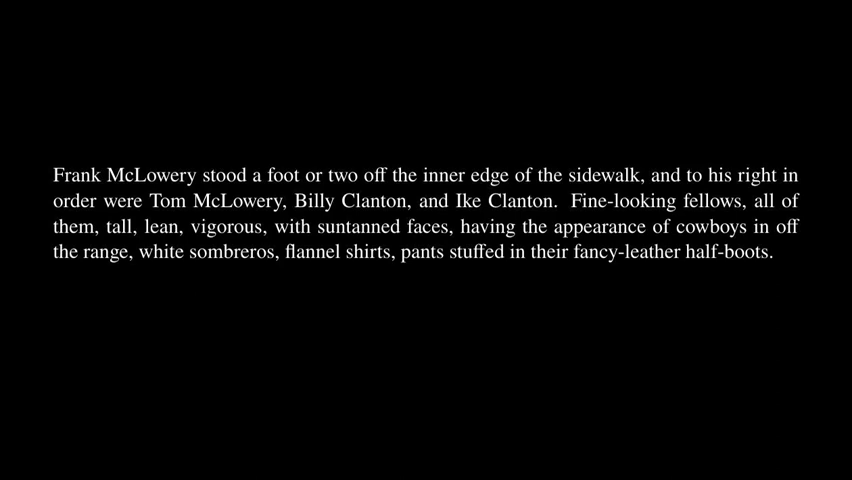 Frank McLowery stood a foot or two off the inner edge of the sidewalk, and to his right in
order were Tom McLowery, Billy Clanton, and Ike Clanton. Fine-looking fellows, all of
them, tall, lean, vigorous, with suntanned faces, having the appearance of cowboys in off
the range, white sombreros, flannel shirts, pants stuffed in their fancy-leather half-boots.